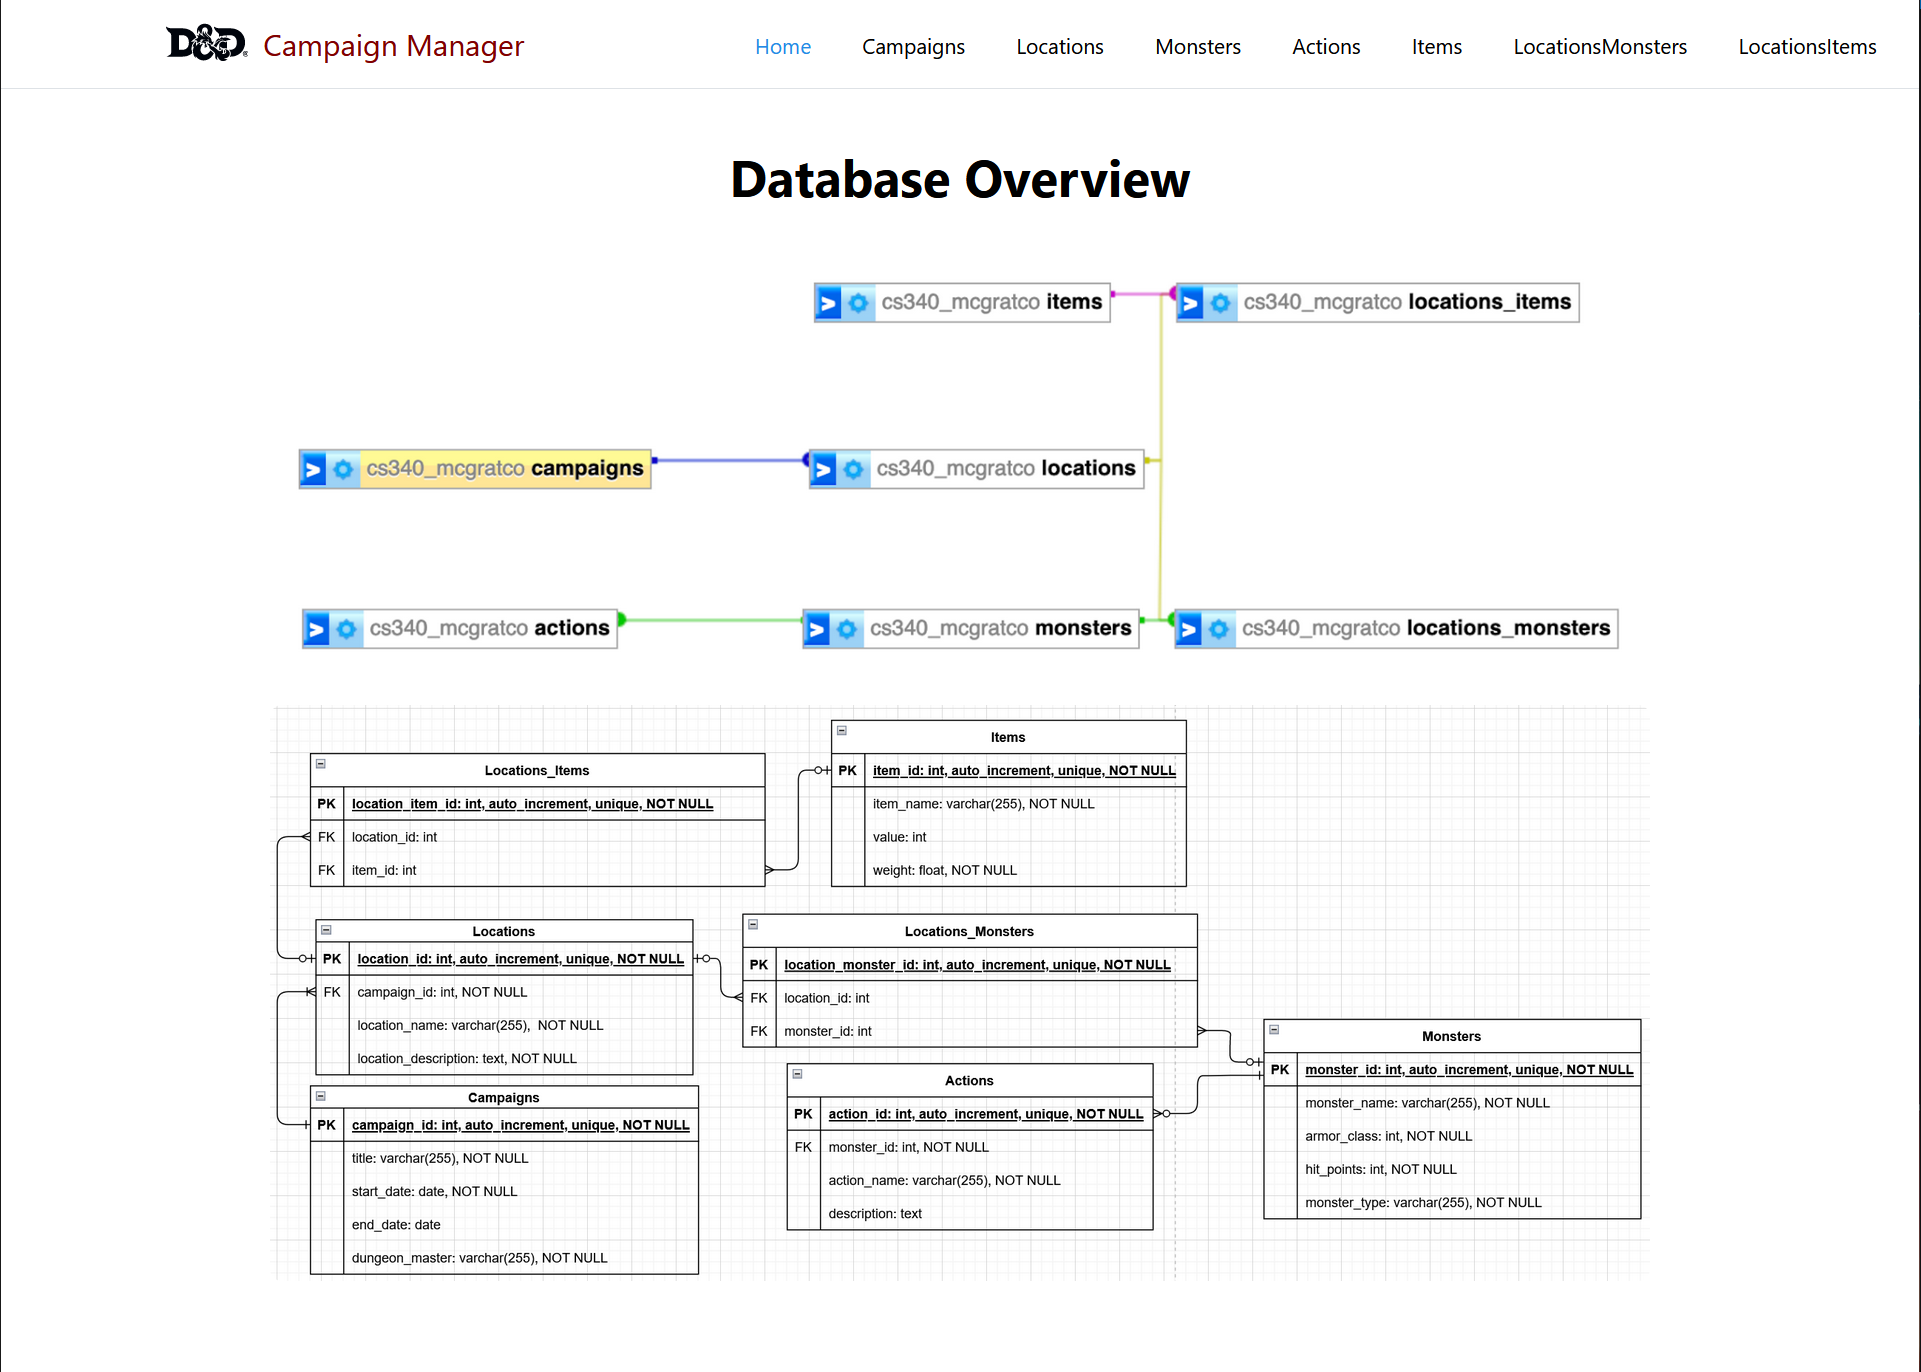 D&D Campaign Manager
Home Campaigns Locations Monsters Actions Items LocationsMonsters LocationsItems
Database Overview
cs340_mcgratco items
cs340_mcgratco locations_items
cs340_mcgratco campaigns
cs340_mcgratco locations
cs340_mcgratco actions
cs340_mcgratco monsters
cs340_mcgratco locations_monsters
Locations_Items
PK location_item_id: int, auto_increment, unique, NOT NULL
FK location_id: int
FK item_id: int
Items
PK item_id: int, auto_increment, unique, NOT NULL
item_name: varchar(255), NOT NULL
value: int
weight: float, NOT NULL
Locations
PK location_id: int, auto_increment, unique, NOT NULL
FK campaign_id: int, NOT NULL
location_name: varchar(255), NOT NULL
location_description: text, NOT NULL
Locations_Monsters
PK location_monster_id: int, auto_increment, unique, NOT NULL
FK location_id: int
FK monster_id: int
Campaigns
PK campaign_id: int, auto_increment, unique, NOT NULL
title: varchar(255), NOT NULL
start_date: date, NOT NULL
end_date: date
dungeon_master: varchar(255), NOT NULL
Actions
PK action_id: int, auto_increment, unique, NOT NULL
FK monster_id: int, NOT NULL
action_name: varchar(255), NOT NULL
description: text
Monsters
PK monster_id: int, auto_increment, unique, NOT NULL
monster_name: varchar(255), NOT NULL
armor_class: int, NOT NULL
hit_points: int, NOT NULL
monster_type: varchar(255), NOT NULL